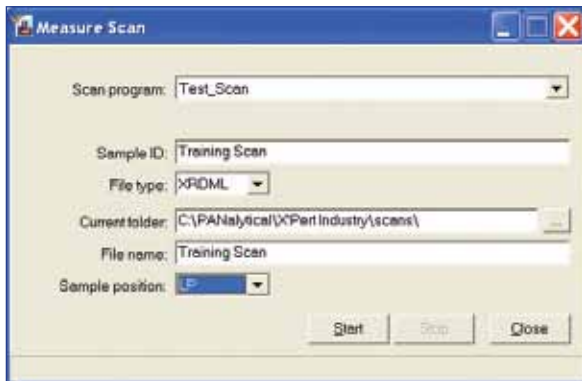 Measure Scan
Scan program: Test_Scan
Sample ID: Training Scan
File type: XRDML
Current folder: C:\PANalytical\X'Pert Industry\scans\ ...
File name: Training Scan
Sample position:
Start Stop Close